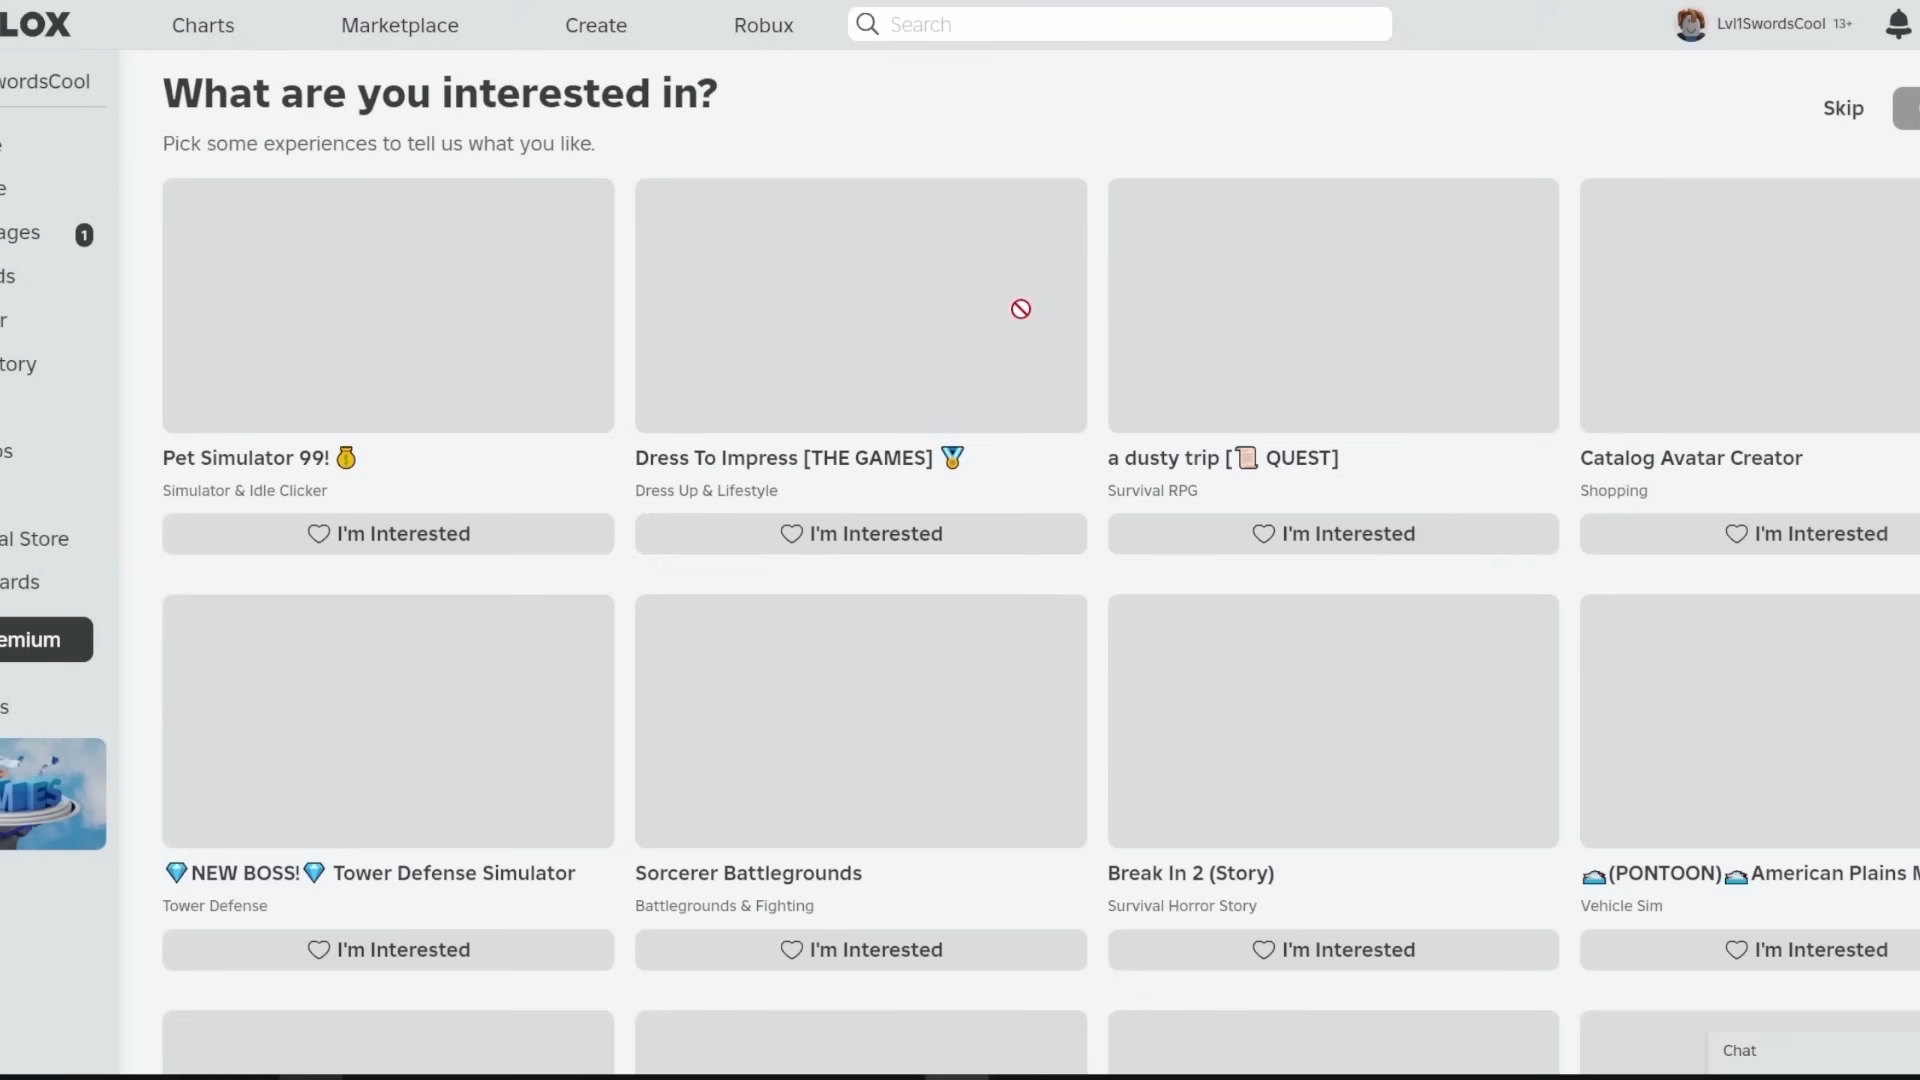 LOX Charts Marketplace Create Robux Search Lvl1SwordsCool 13+
wordsCool
What are you interested in?
Skip
Pick some experiences to tell us what you like.
e
e
ages 1
ds
r
tory
os
al Store
ards
emium
s
MES
Pet Simulator 99! 💰 Dress To Impress [THE GAMES] 🏅 a dusty trip [📜 QUEST] Catalog Avatar Creator
Simulator & Idle Clicker Dress Up & Lifestyle Survival RPG Shopping
I'm Interested I'm Interested I'm Interested I'm Interested
💎NEW BOSS!💎 Tower Defense Simulator Sorcerer Battlegrounds Break In 2 (Story) 🚤(PONTOON)🚤American Plains M
Tower Defense Battlegrounds & Fighting Survival Horror Story Vehicle Sim
I'm Interested I'm Interested I'm Interested I'm Interested
Chat